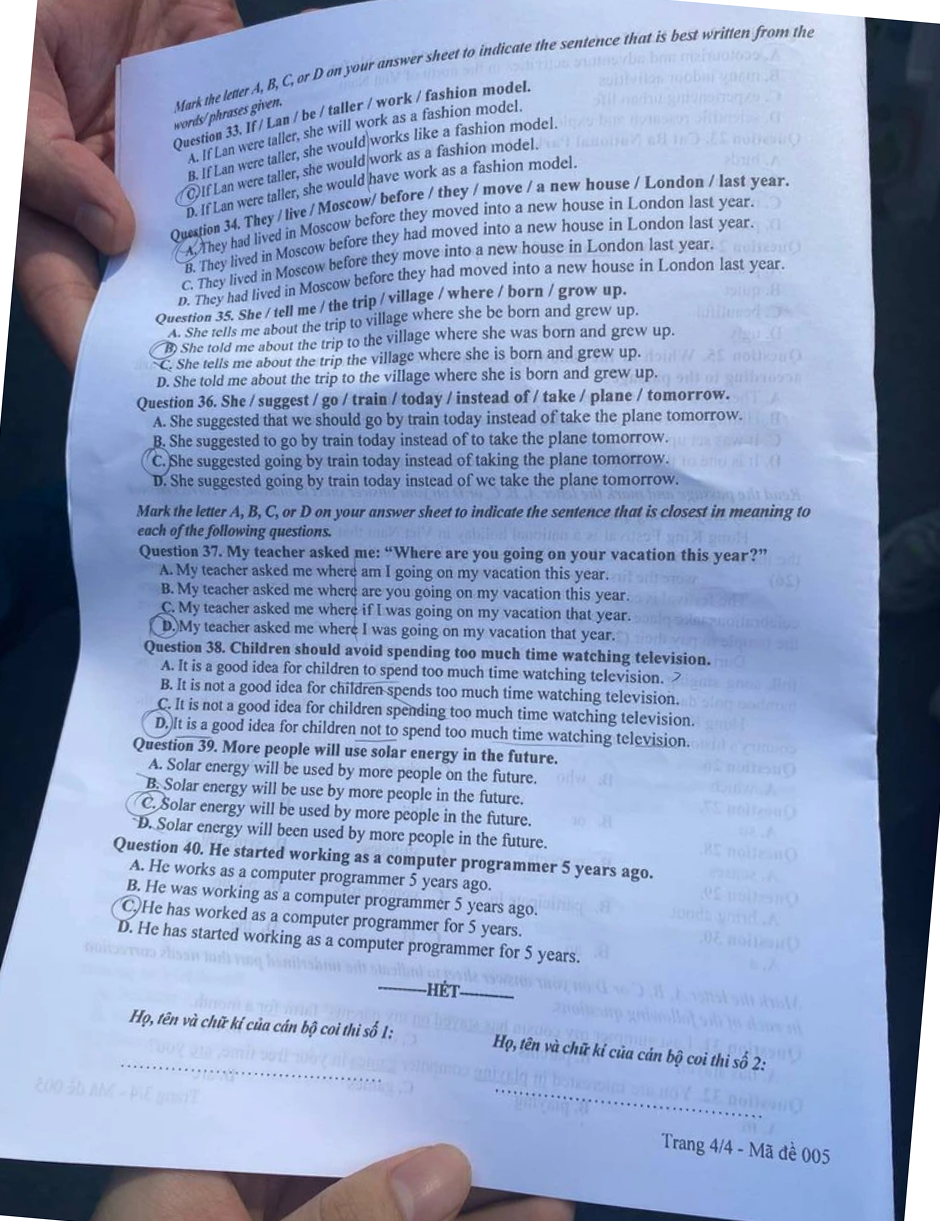 Mark the letter A, B, C, or D on your answer sheet to indicate the sentence that is best written from the
words/phrases given.
Question 33. If / Lan / be / taller / work / fashion model.
A. If Lan were taller, she will work as a fashion model.
B. If Lan were taller, she would works like a fashion model.
C. If Lan were taller, she would work as a fashion model.
D. If Lan were taller, she would have work as a fashion model.
Question 34. They / live / Moscow/ before / they / move / a new house / London / last year.
A. They had lived in Moscow before they moved into a new house in London last year.
B. They lived in Moscow before they had moved into a new house in London last year.
C. They lived in Moscow before they move into a new house in London last year.
D. They had lived in Moscow before they had moved into a new house in London last year.
Question 35. She / tell me / the trip / village / where / born / grow up.
A. She tells me about the trip to village where she be born and grew up.
B. She told me about the trip to the village where she was born and grew up.
C. She tells me about the trip the village where she is born and grew up.
D. She told me about the trip to the village where she is born and grew up.
Question 36. She / suggest / go / train / today / instead of / take / plane / tomorrow.
A. She suggested that we should go by train today instead of take the plane tomorrow.
B. She suggested to go by train today instead of to take the plane tomorrow.
C. She suggested going by train today instead of taking the plane tomorrow.
D. She suggested going by train today instead of we take the plane tomorrow.
Mark the letter A, B, C, or D on your answer sheet to indicate the sentence that is closest in meaning to
each of the following questions.
Question 37. My teacher asked me: “Where are you going on your vacation this year?”
A. My teacher asked me where am I going on my vacation this year.
B. My teacher asked me where are you going on my vacation this year.
C. My teacher asked me where if I was going on my vacation that year.
D. My teacher asked me where I was going on my vacation that year.
Question 38. Children should avoid spending too much time watching television.
A. It is a good idea for children to spend too much time watching television. ?
B. It is not a good idea for children spends too much time watching television.
C. It is not a good idea for children spending too much time watching television.
D. It is a good idea for children not to spend too much time watching television.
Question 39. More people will use solar energy in the future.
A. Solar energy will be used by more people on the future.
B. Solar energy will be use by more people in the future.
C. Solar energy will be used by more people in the future.
D. Solar energy will been used by more people in the future.
Question 40. He started working as a computer programmer 5 years ago.
A. He works as a computer programmer 5 years ago.
B. He was working as a computer programmer 5 years ago.
C. He has worked as a computer programmer for 5 years.
D. He has started working as a computer programmer for 5 years.
--------HẾT---------
Họ, tên và chữ kí của cán bộ coi thi số 1:
Họ, tên và chữ kí của cán bộ coi thi số 2:
Trang 4/4 - Mã đề 005